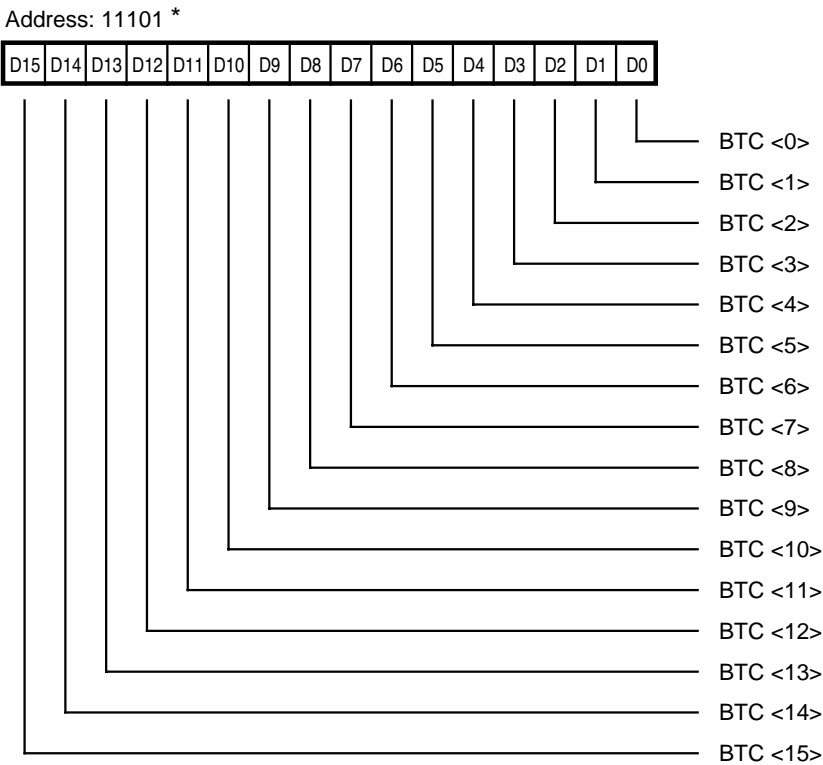 Address: 11101 *
D15 D14 D13 D12 D11 D10 D9 D8 D7 D6 D5 D4 D3 D2 D1 D0
BTC <0>
BTC <1>
BTC <2>
BTC <3>
BTC <4>
BTC <5>
BTC <6>
BTC <7>
BTC <8>
BTC <9>
BTC <10>
BTC <11>
BTC <12>
BTC <13>
BTC <14>
BTC <15>